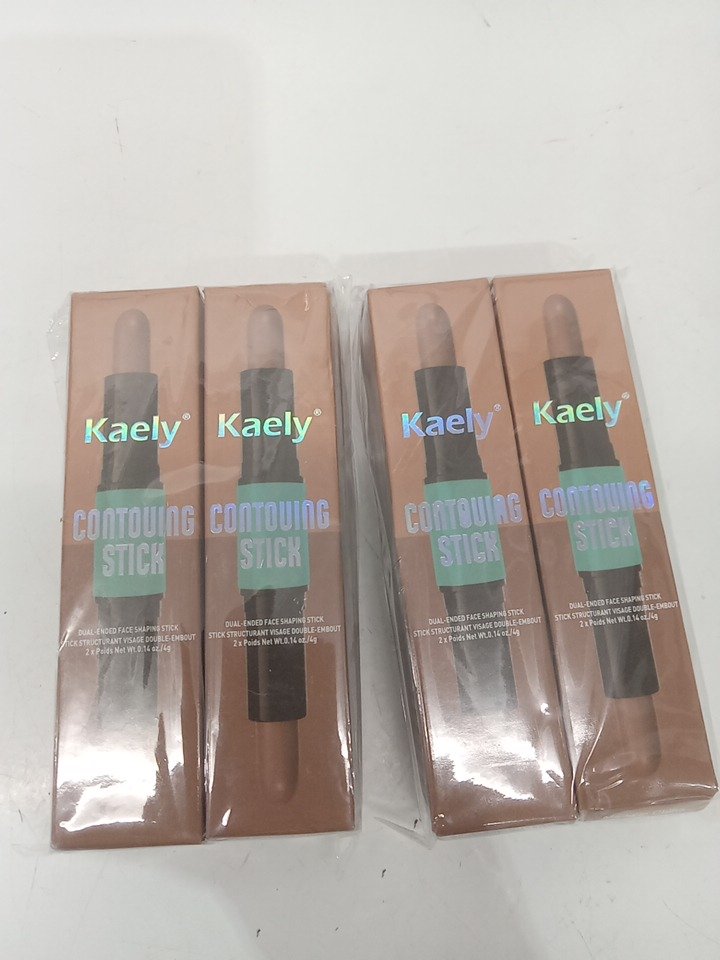 Kaely®
CONTOUING
STICK
DUAL-ENDED FACE SHAPING STICK
STICK STRUCTURANT VISAGE DOUBLE-EMBOUT
2 x Poids Net Wt.0.14 oz./4g
Kaely®
CONTOUING
STICK
DUAL-ENDED FACE SHAPING STICK
STICK STRUCTURANT VISAGE DOUBLE-EMBOUT
2 x Poids Net Wt.0.14 oz./4g
Kaely®
CONTOUING
STICK
DUAL-ENDED FACE SHAPING STICK
STICK STRUCTURANT VISAGE DOUBLE-EMBOUT
2 x Poids Net Wt.0.14 oz./4g
Kaely®
CONTOUING
STICK
DUAL-ENDED FACE SHAPING STICK
STICK STRUCTURANT VISAGE DOUBLE-EMBOUT
2 x Poids Net Wt.0.14 oz./4g